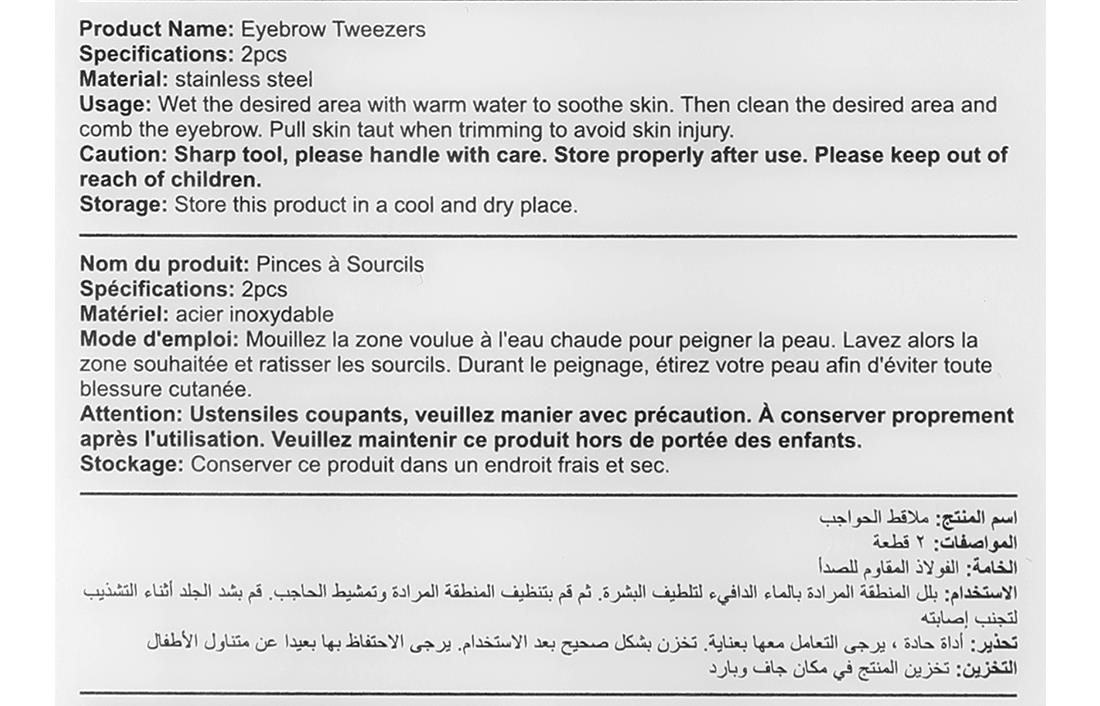 Product Name: Eyebrow Tweezers
Specifications: 2pcs
Material: stainless steel
Usage: Wet the desired area with warm water to soothe skin. Then clean the desired area and
comb the eyebrow. Pull skin taut when trimming to avoid skin injury.
Caution: Sharp tool, please handle with care. Store properly after use. Please keep out of
reach of children.
Storage: Store this product in a cool and dry place.
Nom du produit: Pinces à Sourcils
Spécifications: 2pcs
Matériel: acier inoxydable
Mode d'emploi: Mouillez la zone voulue à l'eau chaude pour peigner la peau. Lavez alors la
zone souhaitée et ratisser les sourcils. Durant le peignage, étirez votre peau afin d'éviter toute
blessure cutanée.
Attention: Ustensiles coupants, veuillez manier avec précaution. À conserver proprement
après l'utilisation. Veuillez maintenir ce produit hors de portée des enfants.
Stockage: Conserver ce produit dans un endroit frais et sec.
اسم المنتج: ملاقط الحواجب
المواصفات: ٢ قطعة
الخامة: الفولاذ المقاوم للصدأ
الاستخدام: بلل المنطقة المرادة بالماء الدافيء لتلطيف البشرة. ثم قم بتنظيف المنطقة المرادة وتمشيط الحاجب. قم بشد الجلد أثناء التشذيب
لتجنب إصابته
تحذير: أداة حادة ، يرجى التعامل معها بعناية. تخزن بشكل صحيح بعد الاستخدام. يرجى الاحتفاظ بها بعيدا عن متناول الأطفال
التخزين: تخزين المنتج في مكان جاف وبارد